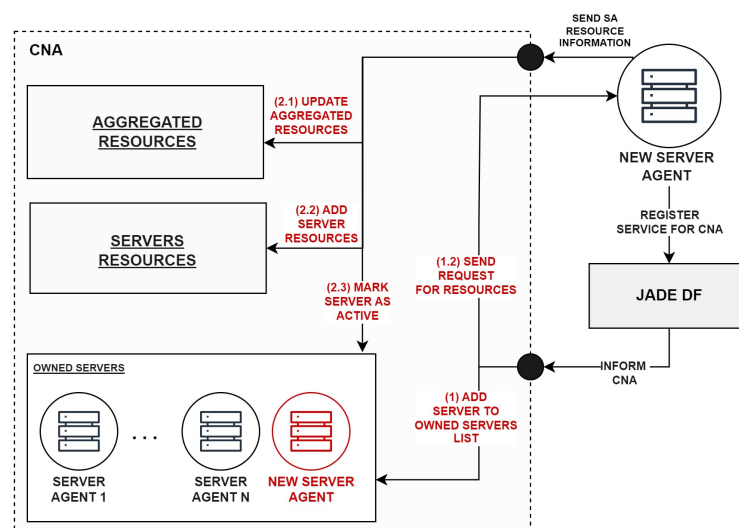 SEND SA
RESOURCE
INFORMATION
CNA
(2.1) UPDATE
AGGREGATED
RESOURCES
AGGREGATED
RESOURCES
NEW SERVER
AGENT
(2.2) ADD
SERVER
RESOURCES
REGISTER
SERVICE FOR CNA
SERVERS
RESOURCES
(1.2) SEND
REQUEST
FOR RESOURCES
(2.3) MARK
SERVER AS
ACTIVE
JADE DF
OWNED SERVERS
INFORM
CNA
(1) ADD
SERVER TO
OWNED SERVERS
LIST
. . .
SERVER
AGENT 1
SERVER
AGENT N
NEW SERVER
AGENT